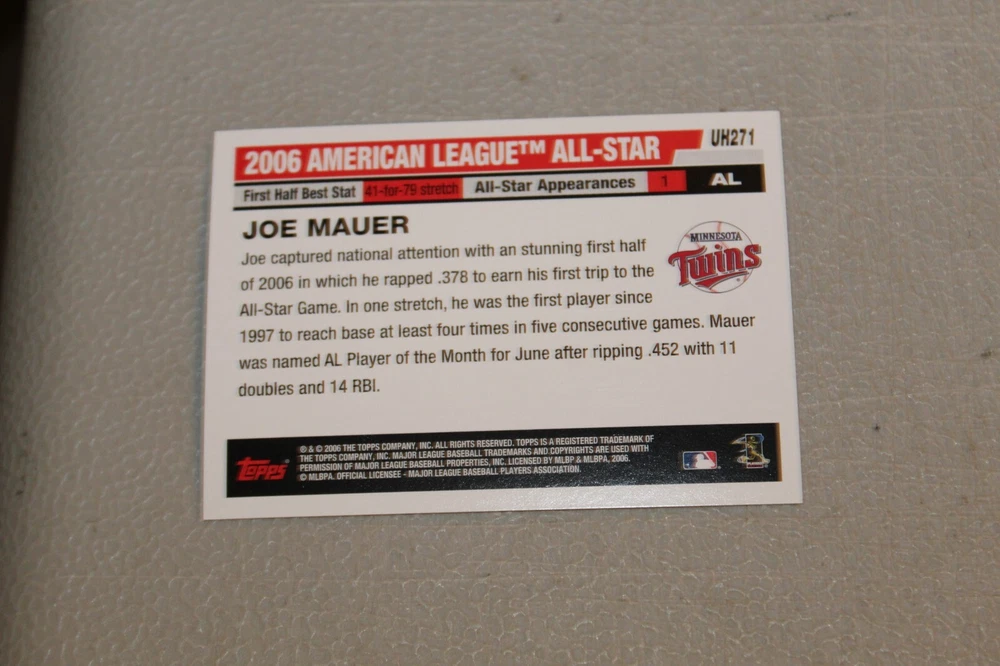 2006 AMERICAN LEAGUE™ ALL-STAR
UH271
First Half Best Stat 41-for-79 stretch All-Star Appearances 1 AL
JOE MAUER
Joe captured national attention with an stunning first half
of 2006 in which he rapped .378 to earn his first trip to the
All-Star Game. In one stretch, he was the first player since
1997 to reach base at least four times in five consecutive games. Mauer
was named AL Player of the Month for June after ripping .452 with 11
doubles and 14 RBI.
MINNESOTA
Twins
Topps
® & © 2006 THE TOPPS COMPANY, INC. ALL RIGHTS RESERVED. TOPPS IS A REGISTERED TRADEMARK OF
THE TOPPS COMPANY, INC. MAJOR LEAGUE BASEBALL TRADEMARKS AND COPYRIGHTS ARE USED WITH
PERMISSION OF MAJOR LEAGUE BASEBALL PROPERTIES, INC. LICENSED BY MLBP & MLBPA, 2006.
© MLBPA. OFFICIAL LICENSEE - MAJOR LEAGUE BASEBALL PLAYERS ASSOCIATION.